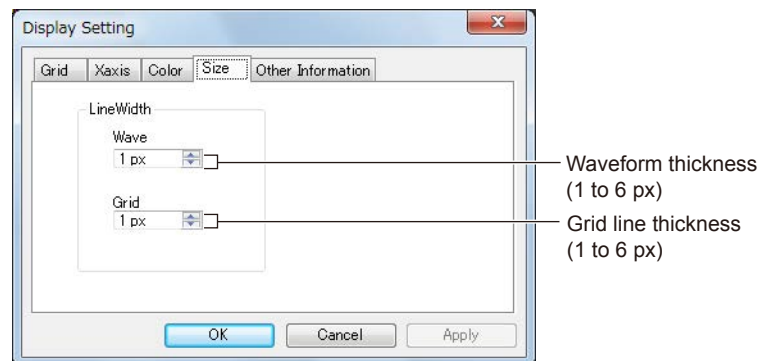 Display Setting
Grid Xaxis Color Size Other Information
LineWidth
Wave
1 px
Waveform thickness
(1 to 6 px)
Grid
1 px
Grid line thickness
(1 to 6 px)
OK Cancel Apply